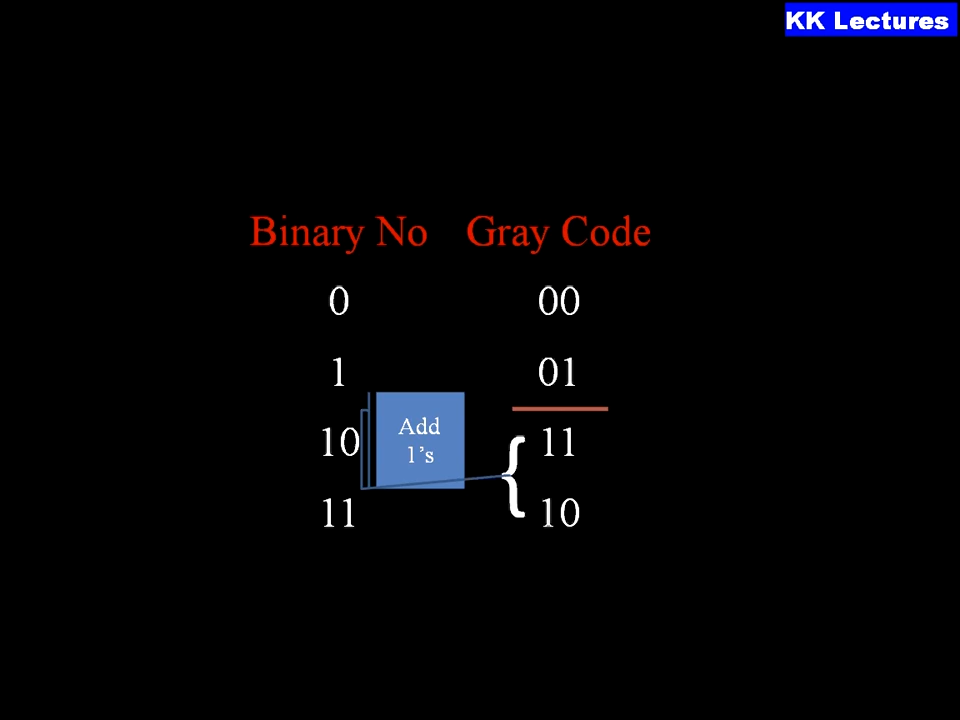 KK Lectures
Binary No Gray Code
0 00
1 01
Add
1's
10 11
11 10
{